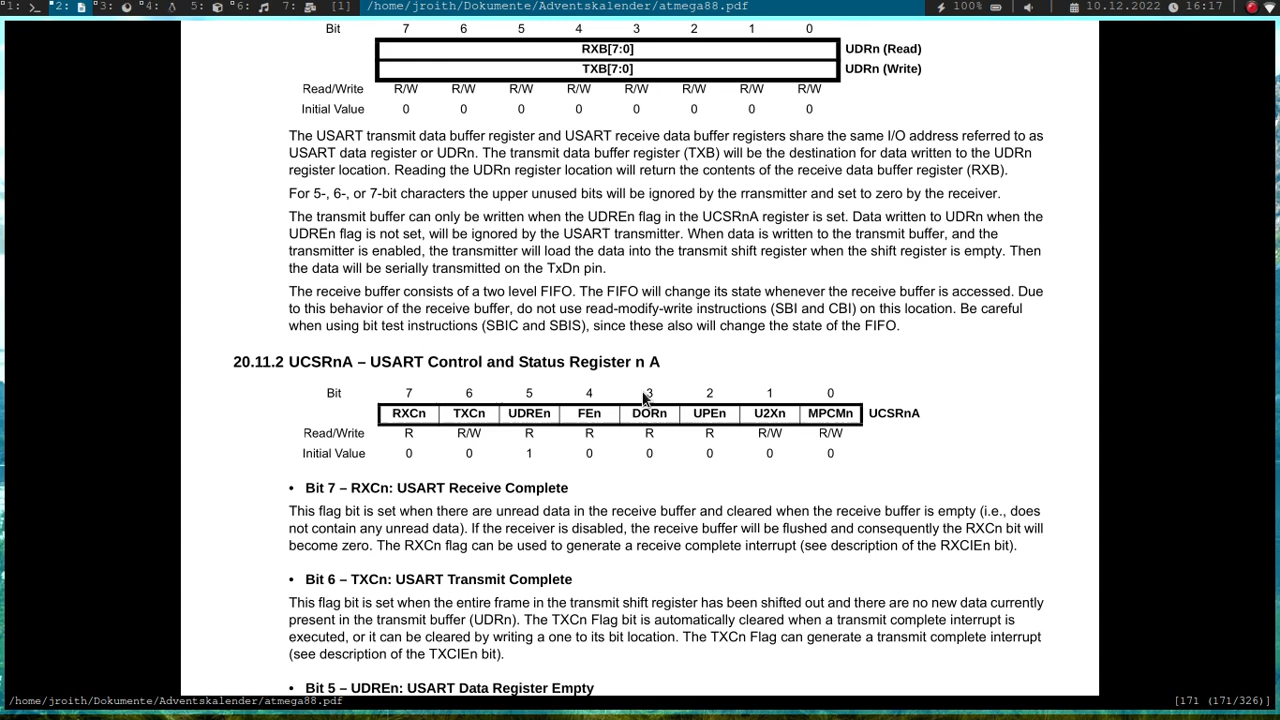 1: 2: 3: 4: 5: 6: 7: [1] /home/jroith/Dokumente/Adventskalender/atmega88.pdf 100% 10.12.2022 16:17
Bit 7 6 5 4 3 2 1 0
RXB[7:0] UDRn (Read)
TXB[7:0] UDRn (Write)
Read/Write R/W R/W R/W R/W R/W R/W R/W R/W
Initial Value 0 0 0 0 0 0 0 0
The USART transmit data buffer register and USART receive data buffer registers share the same I/O address referred to as
USART data register or UDRn. The transmit data buffer register (TXB) will be the destination for data written to the UDRn
register location. Reading the UDRn register location will return the contents of the receive data buffer register (RXB).
For 5-, 6-, or 7-bit characters the upper unused bits will be ignored by the rransmitter and set to zero by the receiver.
The transmit buffer can only be written when the UDREn flag in the UCSRnA register is set. Data written to UDRn when the
UDREn flag is not set, will be ignored by the USART transmitter. When data is written to the transmit buffer, and the
transmitter is enabled, the transmitter will load the data into the transmit shift register when the shift register is empty. Then
the data will be serially transmitted on the TxDn pin.
The receive buffer consists of a two level FIFO. The FIFO will change its state whenever the receive buffer is accessed. Due
to this behavior of the receive buffer, do not use read-modify-write instructions (SBI and CBI) on this location. Be careful
when using bit test instructions (SBIC and SBIS), since these also will change the state of the FIFO.
20.11.2 UCSRnA – USART Control and Status Register n A
Bit 7 6 5 4 3 2 1 0
RXCn TXCn UDREn FEn DORn UPEn U2Xn MPCMn UCSRnA
Read/Write R R/W R R R R R/W R/W
Initial Value 0 0 1 0 0 0 0 0
• Bit 7 – RXCn: USART Receive Complete
This flag bit is set when there are unread data in the receive buffer and cleared when the receive buffer is empty (i.e., does
not contain any unread data). If the receiver is disabled, the receive buffer will be flushed and consequently the RXCn bit will
become zero. The RXCn flag can be used to generate a receive complete interrupt (see description of the RXCIEn bit).
• Bit 6 – TXCn: USART Transmit Complete
This flag bit is set when the entire frame in the transmit shift register has been shifted out and there are no new data currently
present in the transmit buffer (UDRn). The TXCn Flag bit is automatically cleared when a transmit complete interrupt is
executed, or it can be cleared by writing a one to its bit location. The TXCn Flag can generate a transmit complete interrupt
(see description of the TXCIEn bit).
• Bit 5 – UDREn: USART Data Register Empty
/home/jroith/Dokumente/Adventskalender/atmega88.pdf [171 (171/326)]